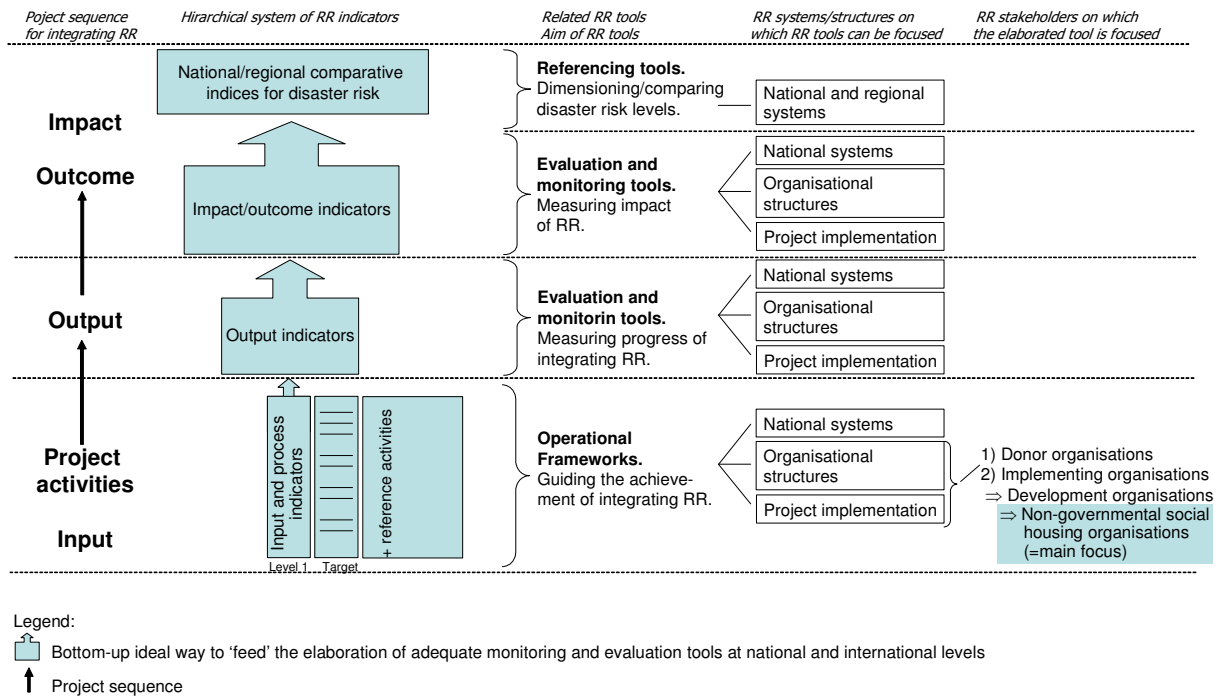 Poject sequence
for integrating RR
Hirarchical system of RR indicators
Related RR tools
Aim of RR tools
RR systems/structures on
which RR tools can be focused
RR stakeholders on which
the elaborated tool is focused
Impact
Outcome
National/regional comparative
indices for disaster risk
Impact/outcome indicators
Referencing tools.
Dimensioning/comparing
disaster risk levels.
National and regional
systems
Evaluation and
monitoring tools.
Measuring impact
of RR.
National systems
Organisational
structures
Project implementation
Output
Output indicators
Evaluation and
monitorin tools.
Measuring progress of
integrating RR.
National systems
Organisational
structures
Project implementation
Project
activities
Input
Input and process
indicators
+ reference activities
Level 1
Target
Operational
Frameworks.
Guiding the achieve-
ment of integrating RR.
National systems
Organisational
structures
Project implementation
1) Donor organisations
2) Implementing organisations
⇒ Development organisations
⇒ Non-governmental social
housing organisations
(=main focus)
Legend:
Bottom-up ideal way to ‘feed’ the elaboration of adequate monitoring and evaluation tools at national and international levels
Project sequence